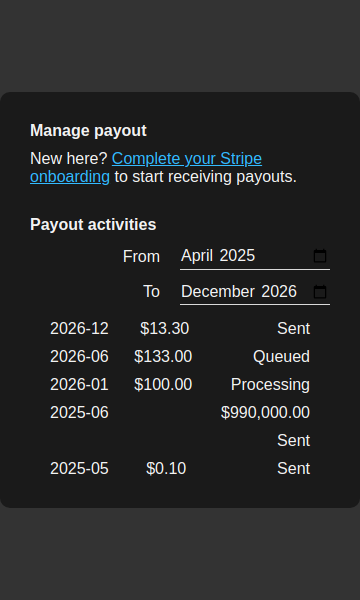 Manage payout
New here? Complete your Stripe
onboarding to start receiving payouts.
Payout activities
From April 2025
To December 2026
2026-12 $13.30 Sent
2026-06 $133.00 Queued
2026-01 $100.00 Processing
2025-06 $990,000.00
Sent
2025-05 $0.10 Sent